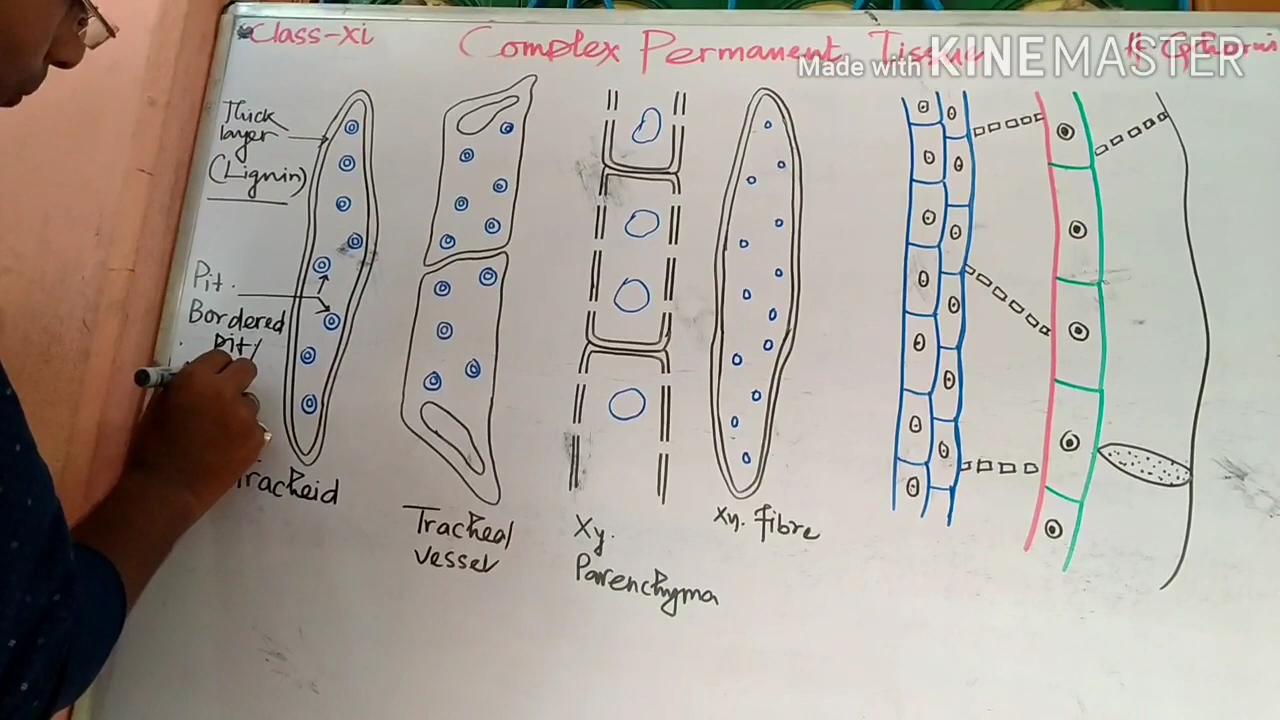 Class-XI
Complex Permanent Tissue
Made with KINEMASTER
Thick
layer
(Lignin)
Pit.
Bordered
Pit
Tracheid
Tracheal
vessel
Xy.
Parenchyma
Xy. fibre